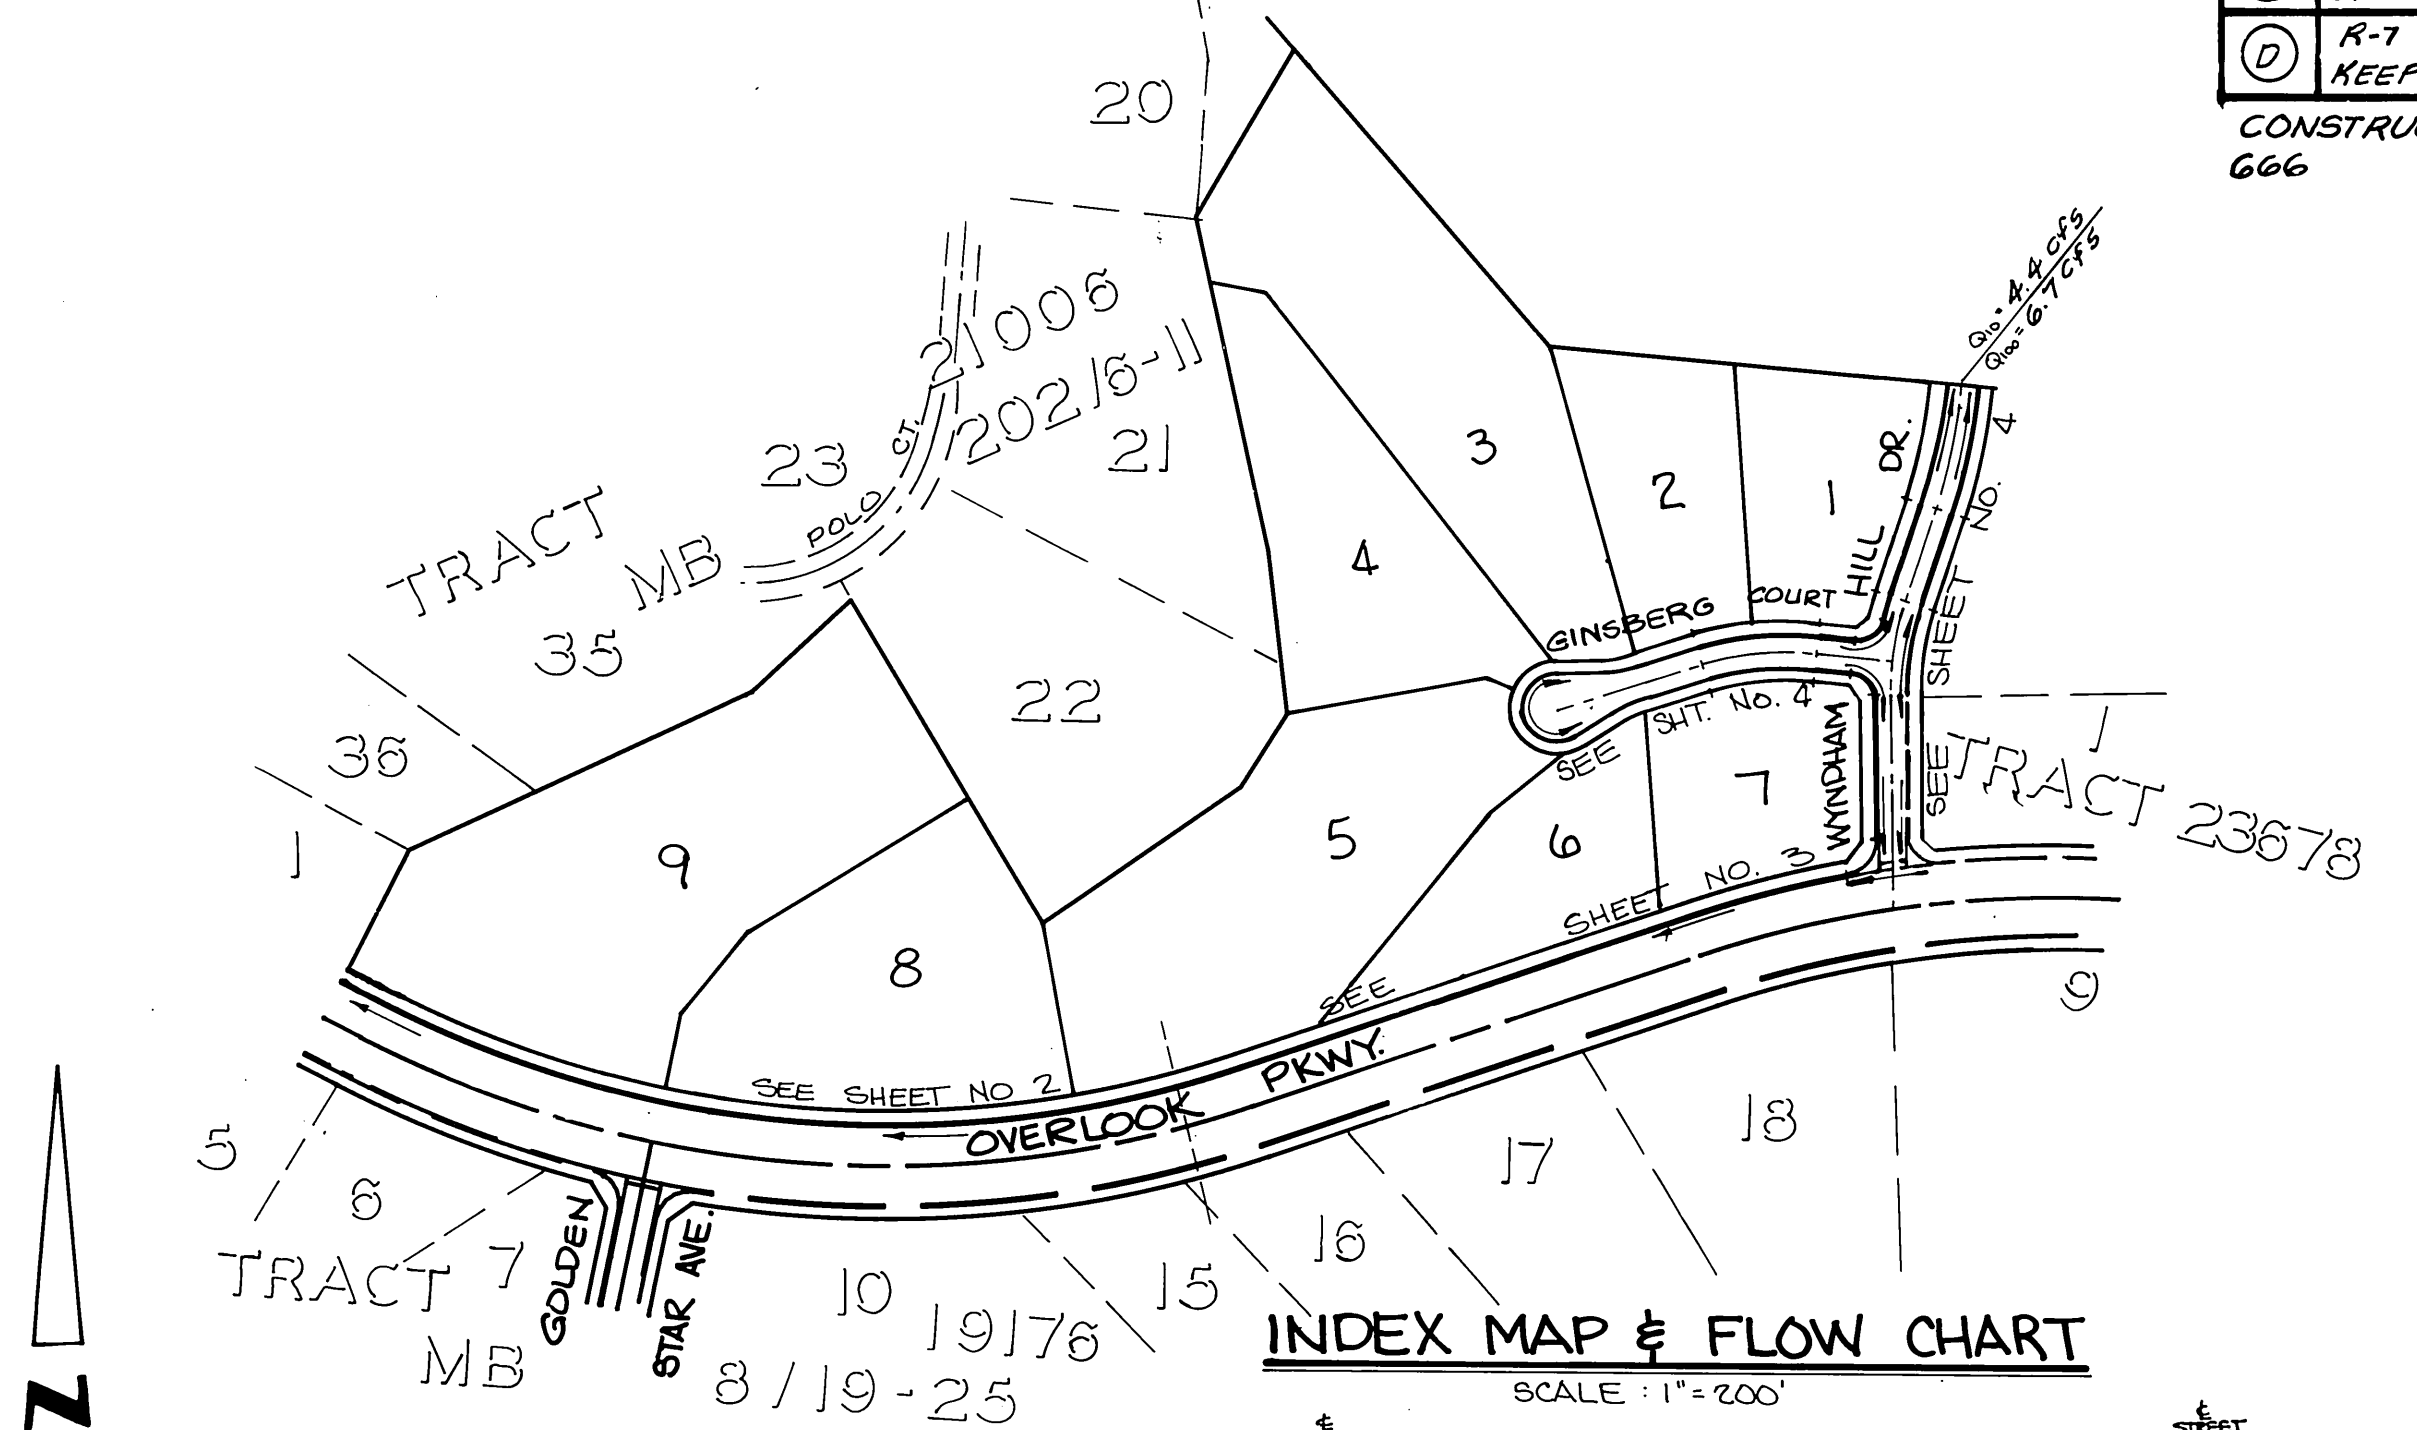 D
R-7
KEEP
CONSTRU
666
20
Q10 = 4.4 cfs
Q100 = 6.7 cfs
TRACT 21006
MB 202/6-11
23
21
POLO CT.
35
36
1
22
3
2
1
4
GINSBERG COURT
WYNDHAM HILL DR.
SEE SHEET NO. 4
SEE SHT. NO. 4
1
TRACT 23678
9
8
5
6
7
SEE SHEET NO. 3
SEE SHEET NO 2
OVERLOOK PKWY.
9
5
6
7
GOLDEN STAR AVE.
10
15
16
17
18
TRACT 19176
MB 8/19-25
INDEX MAP & FLOW CHART
SCALE : 1"=200'
N
℄
℄
STREET